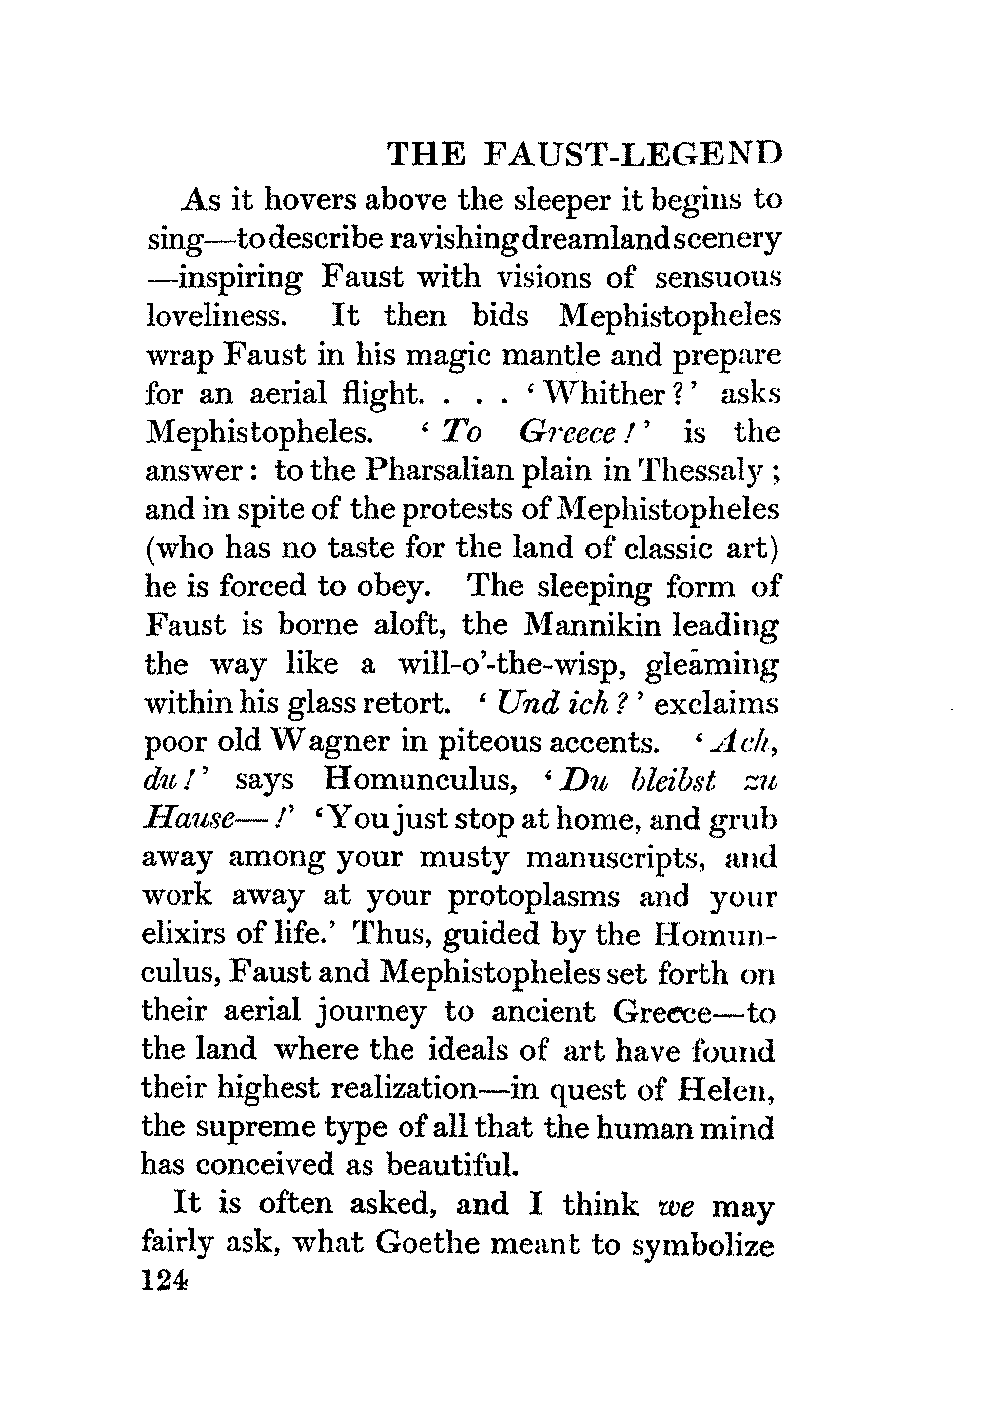 THE FAUST-LEGEND
As it hovers above the sleeper it begins to
sing—to describe ravishing dreamland scenery
—inspiring Faust with visions of sensuous
loveliness. It then bids Mephistopheles
wrap Faust in his magic mantle and prepare
for an aerial flight. . . . ‘Whither?’ asks
Mephistopheles. ‘To Greece!’ is the
answer: to the Pharsalian plain in Thessaly;
and in spite of the protests of Mephistopheles
(who has no taste for the land of classic art)
he is forced to obey. The sleeping form of
Faust is borne aloft, the Mannikin leading
the way like a will-o’-the-wisp, gleaming
within his glass retort. ‘Und ich?’ exclaims
poor old Wagner in piteous accents. ‘Ach,
du!’ says Homunculus, ‘Du bleibst zu
Hause—!’ ‘You just stop at home, and grub
away among your musty manuscripts, and
work away at your protoplasms and your
elixirs of life.’ Thus, guided by the Homun-
culus, Faust and Mephistopheles set forth on
their aerial journey to ancient Greece—to
the land where the ideals of art have found
their highest realization—in quest of Helen,
the supreme type of all that the human mind
has conceived as beautiful.
It is often asked, and I think we may
fairly ask, what Goethe meant to symbolize
124